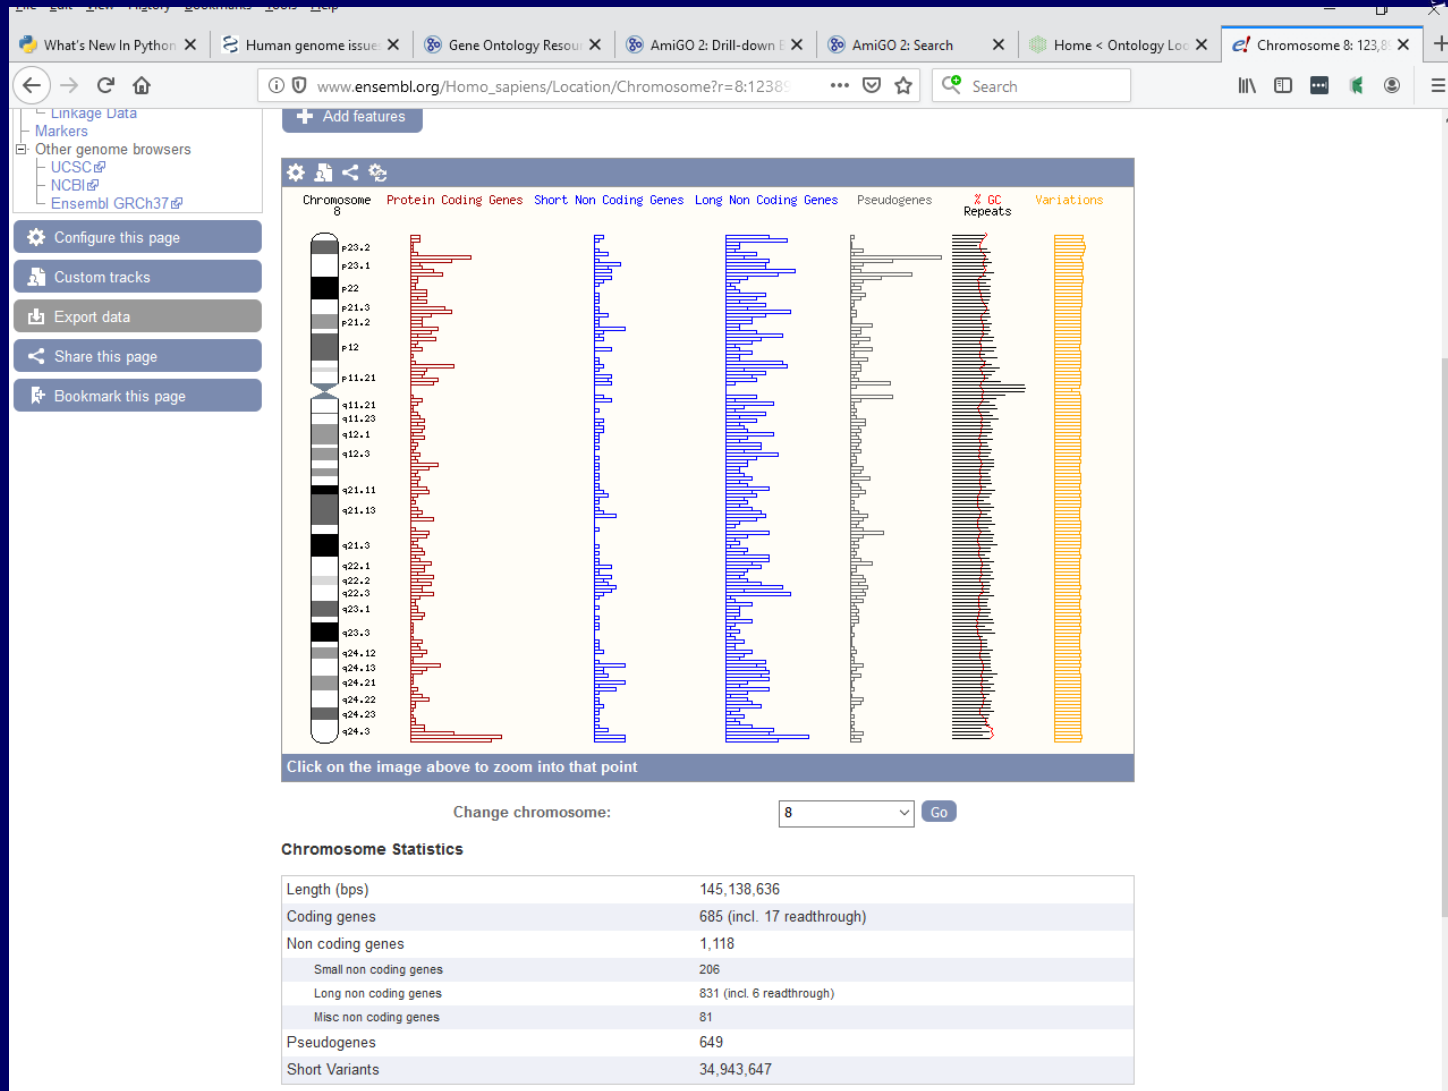 File Edit View History Bookmarks Tools Help
What's New In Python
Human genome issue
Gene Ontology Resou
AmiGO 2: Drill-down
AmiGO 2: Search
Home < Ontology Loo
Chromosome 8: 123,8
www.ensembl.org/Homo_sapiens/Location/Chromosome?r=8:12389
Search
Linkage Data
Markers
Other genome browsers
UCSC
NCBI
Ensembl GRCh37
Configure this page
Custom tracks
Export data
Share this page
Bookmark this page
Add features
Chromosome 8
Protein Coding Genes
Short Non Coding Genes
Long Non Coding Genes
Pseudogenes
% GC
Repeats
Variations
p23.2
p23.1
p22
p21.3
p21.2
p12
p11.21
q11.21
q11.23
q12.1
q12.3
q21.11
q21.13
q21.3
q22.1
q22.2
q22.3
q23.1
q23.3
q24.12
q24.13
q24.21
q24.22
q24.23
q24.3
Click on the image above to zoom into that point
Change chromosome: 8 Go
Chromosome Statistics
Length (bps) 145,138,636
Coding genes 685 (incl. 17 readthrough)
Non coding genes 1,118
Small non coding genes 206
Long non coding genes 831 (incl. 6 readthrough)
Misc non coding genes 81
Pseudogenes 649
Short Variants 34,943,647